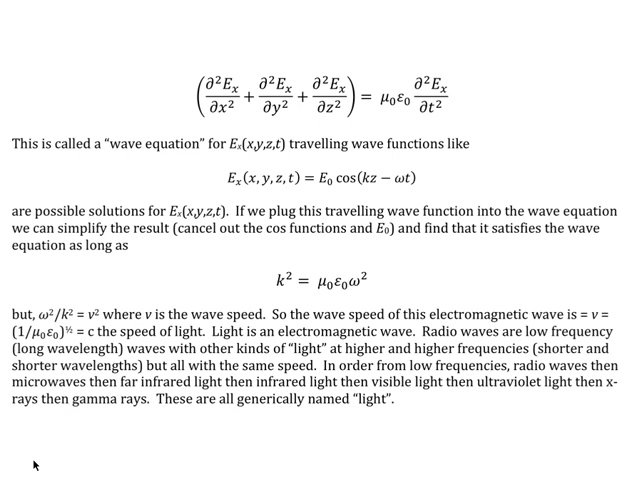 (∂²Eₓ/∂x² + ∂²Eₓ/∂y² + ∂²Eₓ/∂z²) = μ₀ε₀ ∂²Eₓ/∂t²
This is called a “wave equation” for Eₓ(x,y,z,t) travelling wave functions like
Eₓ(x, y, z, t) = E₀ cos(kz − ωt)
are possible solutions for Eₓ(x,y,z,t).  If we plug this travelling wave function into the wave equation
we can simplify the result (cancel out the cos functions and E₀) and find that it satisfies the wave
equation as long as
k² = μ₀ε₀ω²
but, ω²/k² = v² where v is the wave speed.  So the wave speed of this electromagnetic wave is = v =
(1/μ₀ε₀)^½ = c the speed of light.  Light is an electromagnetic wave.  Radio waves are low frequency
(long wavelength) waves with other kinds of “light” at higher and higher frequencies (shorter and
shorter wavelengths) but all with the same speed.  In order from low frequencies, radio waves then
microwaves then far infrared light then infrared light then visible light then ultraviolet light then x-
rays then gamma rays.  These are all generically named “light”.